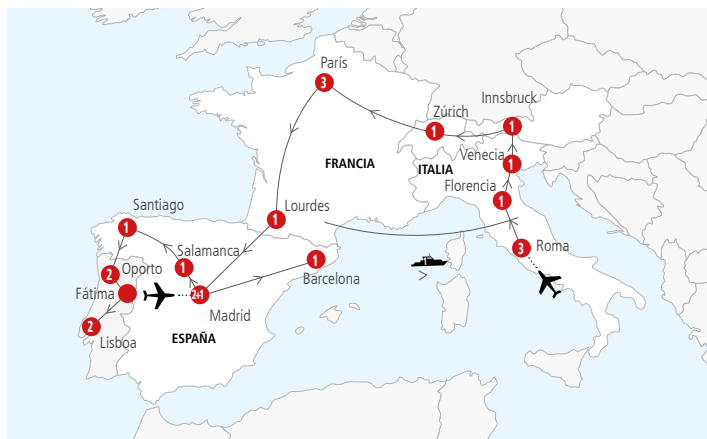 París
3
Innsbruck
Zúrich
1
1
FRANCIA
ITALIA
Venecia
1
Florencia
1
Santiago
1
Lourdes
1
Roma
3
Salamanca
1
Oporto
2
Barcelona
1
Fátima
2+1
Madrid
2
Lisboa
ESPAÑA